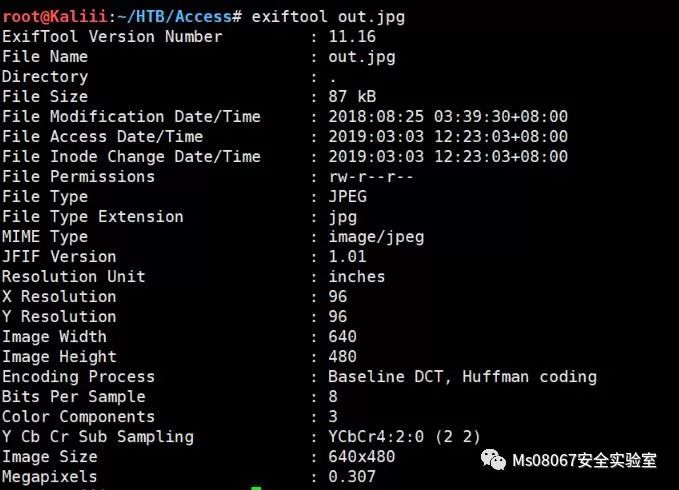 root@Kaliii:~/HTB/Access# exiftool out.jpg
ExifTool Version Number : 11.16
File Name : out.jpg
Directory : .
File Size : 87 kB
File Modification Date/Time : 2018:08:25 03:39:30+08:00
File Access Date/Time : 2019:03:03 12:23:03+08:00
File Inode Change Date/Time : 2019:03:03 12:23:03+08:00
File Permissions : rw-r--r--
File Type : JPEG
File Type Extension : jpg
MIME Type : image/jpeg
JFIF Version : 1.01
Resolution Unit : inches
X Resolution : 96
Y Resolution : 96
Image Width : 640
Image Height : 480
Encoding Process : Baseline DCT, Huffman coding
Bits Per Sample : 8
Color Components : 3
Y Cb Cr Sub Sampling : YCbCr4:2:0 (2 2)
Image Size : 640x480
Megapixels : 0.307
Ms08067安全实验室